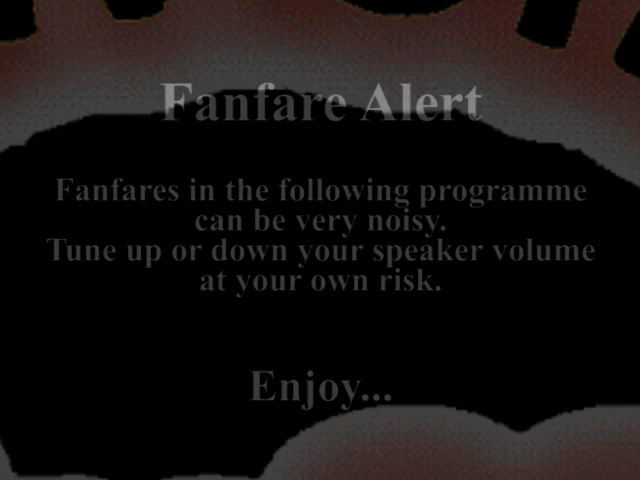 Fanfare Alert
Fanfares in the following programme
can be very noisy.
Tune up or down your speaker volume
at your own risk.
Enjoy...